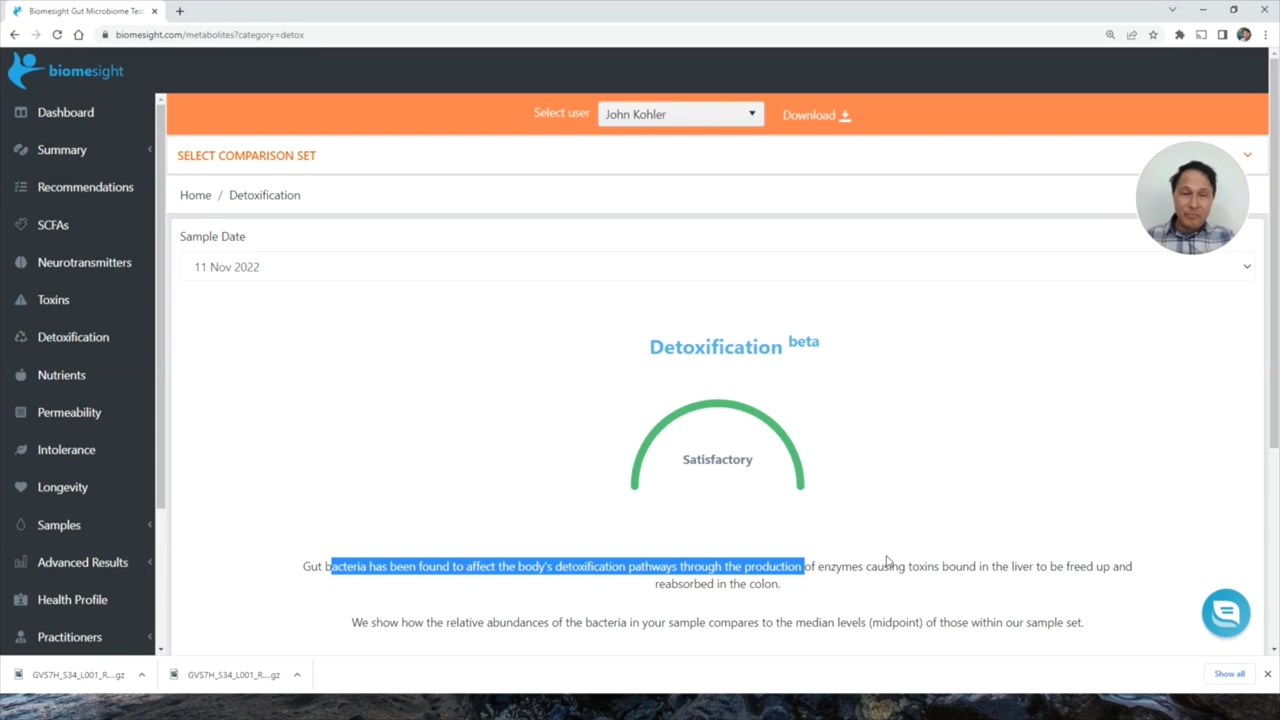 Biomesight Gut Microbiome Tes
biomesight.com/metabolites?category=detox
biomesight
Select user
John Kohler
Download
Dashboard
Summary
Recommendations
SCFAs
Neurotransmitters
Toxins
Detoxification
Nutrients
Permeability
Intolerance
Longevity
Samples
Advanced Results
Health Profile
Practitioners
SELECT COMPARISON SET
Home / Detoxification
Sample Date
11 Nov 2022
Detoxification beta
Satisfactory
Gut bacteria has been found to affect the body's detoxification pathways through the production of enzymes causing toxins bound in the liver to be freed up and
reabsorbed in the colon.
We show how the relative abundances of the bacteria in your sample compares to the median levels (midpoint) of those within our sample set.
GVS7H_S34_L001_R....gz
GVS7H_S34_L001_R....gz
Show all